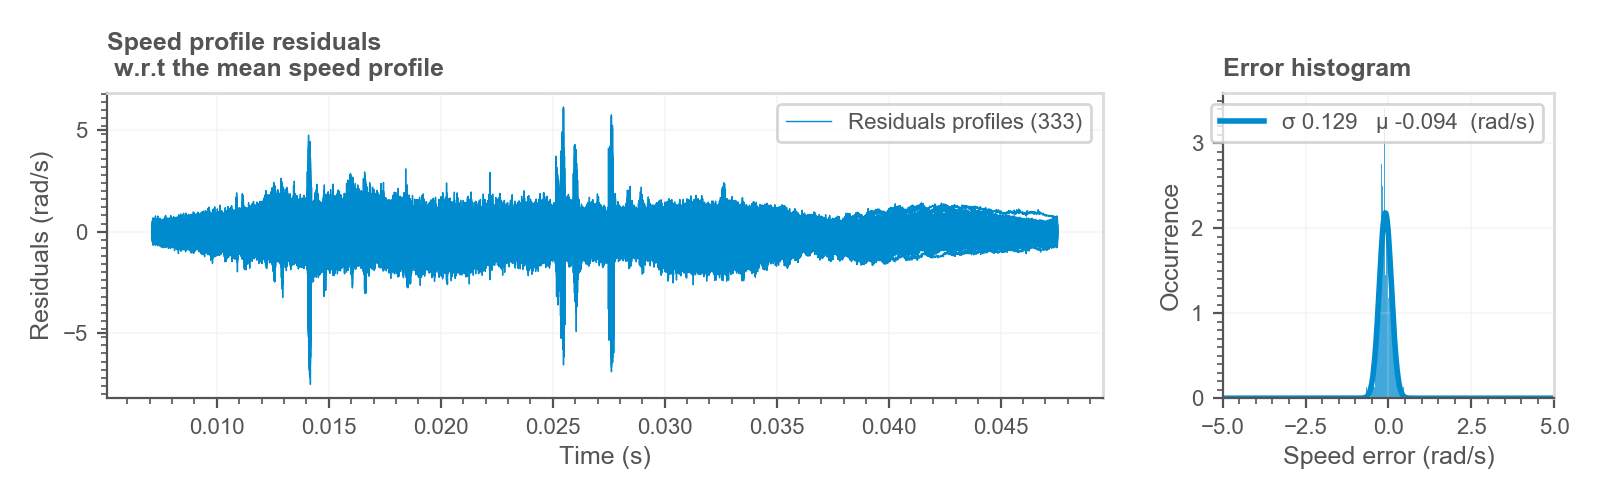 Speed profile residuals
w.r.t the mean speed profile
Residuals (rad/s)
5
0
−5
Residuals profiles (333)
0.010 0.015 0.020 0.025 0.030 0.035 0.040 0.045
Time (s)
Error histogram
Occurrence
3
2
1
0
σ 0.129 μ -0.094 (rad/s)
−5.0 −2.5 0.0 2.5 5.0
Speed error (rad/s)